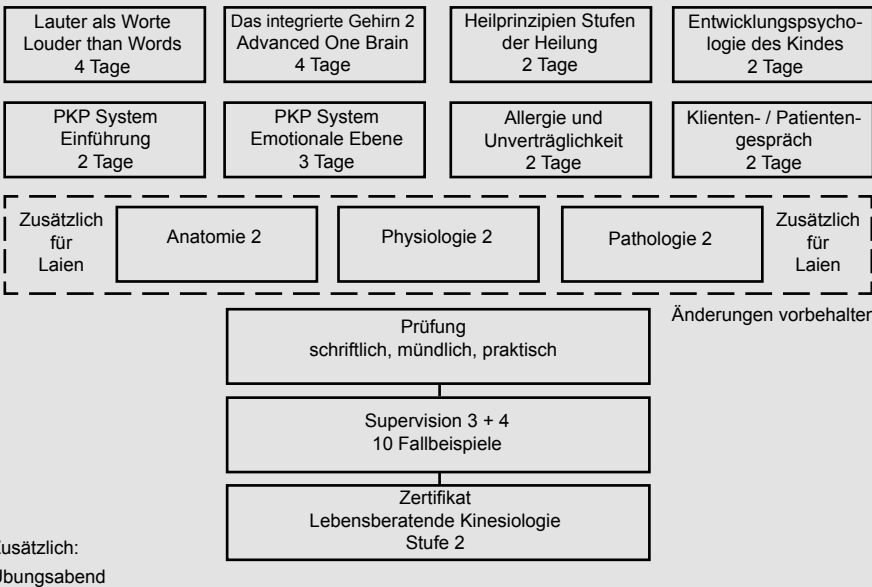 Lauter als Worte
Louder than Words
4 Tage
Das integrierte Gehirn 2
Advanced One Brain
4 Tage
Heilprinzipien Stufen
der Heilung
2 Tage
Entwicklungspsycho-
logie des Kindes
2 Tage
PKP System
Einführung
2 Tage
PKP System
Emotionale Ebene
3 Tage
Allergie und
Unverträglichkeit
2 Tage
Klienten- / Patienten-
gespräch
2 Tage
Zusätzlich
für
Laien
Anatomie 2
Physiologie 2
Pathologie 2
Zusätzlich
für
Laien
Änderungen vorbehalten
Prüfung
schriftlich, mündlich, praktisch
Supervision 3 + 4
10 Fallbeispiele
Zertifikat
Lebensberatende Kinesiologie
Stufe 2
Zusätzlich:
Übungsabend